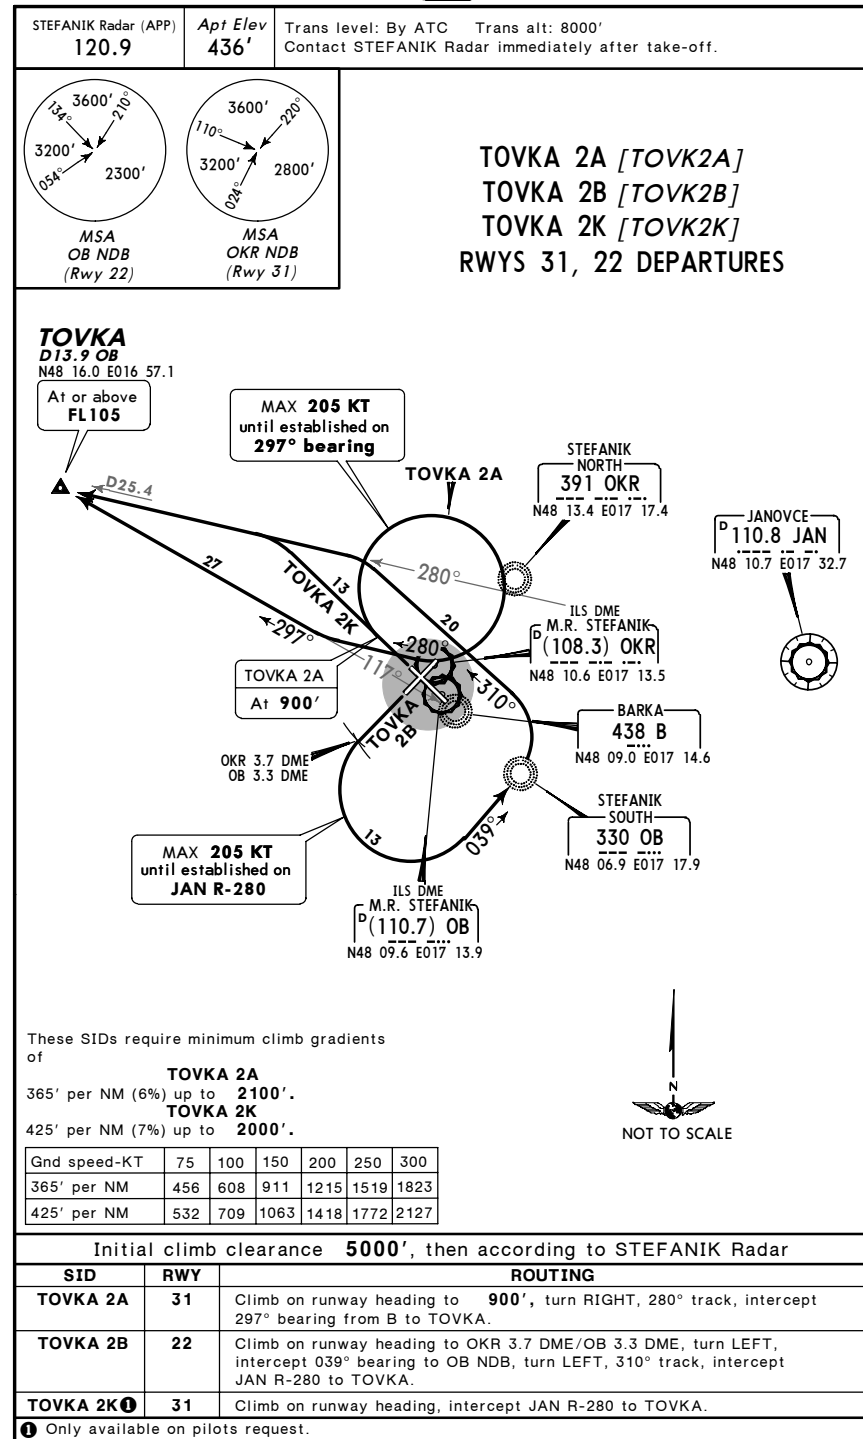 STEFANIK Radar (APP)
120.9
Apt Elev
436'
Trans level: By ATC Trans alt: 8000'
Contact STEFANIK Radar immediately after take-off.
3600'
134°
210°
3200'
054°
2300'
MSA
OB NDB
(Rwy 22)
3600'
220°
110°
3200'
2800'
024°
MSA
OKR NDB
(Rwy 31)
TOVKA 2A [TOVK2A]
TOVKA 2B [TOVK2B]
TOVKA 2K [TOVK2K]
RWYS 31, 22 DEPARTURES
TOVKA
D13.9 OB
N48 16.0 E016 57.1
At or above
FL105
MAX 205 KT
until established on
297° bearing
TOVKA 2A
STEFANIK
NORTH
391 OKR
N48 13.4 E017 17.4
JANOVCE
D 110.8 JAN
N48 10.7 E017 32.7
D25.4
27
13
TOVKA 2K
280°
20
297°
280°
117°
310°
ILS DME
M.R. STEFANIK
D (108.3) OKR
N48 10.6 E017 13.5
TOVKA 2A
At 900'
TOVKA
2B
BARKA
438 B
N48 09.0 E017 14.6
OKR 3.7 DME
OB 3.3 DME
STEFANIK
SOUTH
330 OB
N48 06.9 E017 17.9
13
039°
MAX 205 KT
until established on
JAN R-280
ILS DME
M.R. STEFANIK
D (110.7) OB
N48 09.6 E017 13.9
N
NOT TO SCALE
These SIDs require minimum climb gradients
of
TOVKA 2A
365' per NM (6%) up to 2100'.
TOVKA 2K
425' per NM (7%) up to 2000'.
Gnd speed-KT 75 100 150 200 250 300
365' per NM 456 608 911 1215 1519 1823
425' per NM 532 709 1063 1418 1772 2127
Initial climb clearance 5000', then according to STEFANIK Radar
SID RWY ROUTING
TOVKA 2A 31 Climb on runway heading to 900', turn RIGHT, 280° track, intercept
297° bearing from B to TOVKA.
TOVKA 2B 22 Climb on runway heading to OKR 3.7 DME/OB 3.3 DME, turn LEFT,
intercept 039° bearing to OB NDB, turn LEFT, 310° track, intercept
JAN R-280 to TOVKA.
TOVKA 2K❶ 31 Climb on runway heading, intercept JAN R-280 to TOVKA.
❶ Only available on pilots request.